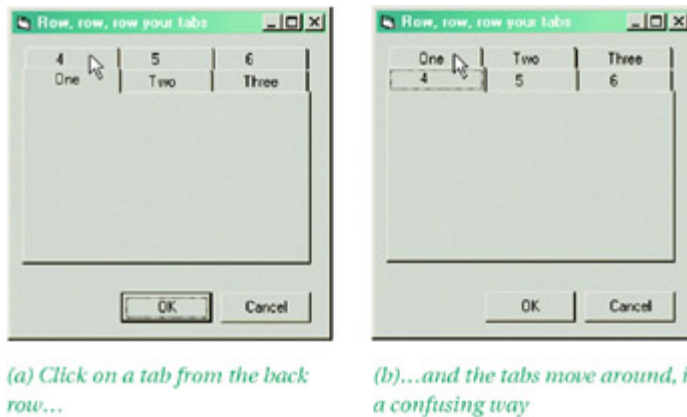 Row, row, row your tabs
4 5 6
One Two Three
OK Cancel
(a) Click on a tab from the back
row…
Row, row, row your tabs
One Two Three
4 5 6
OK Cancel
(b)…and the tabs move around, i
a confusing way